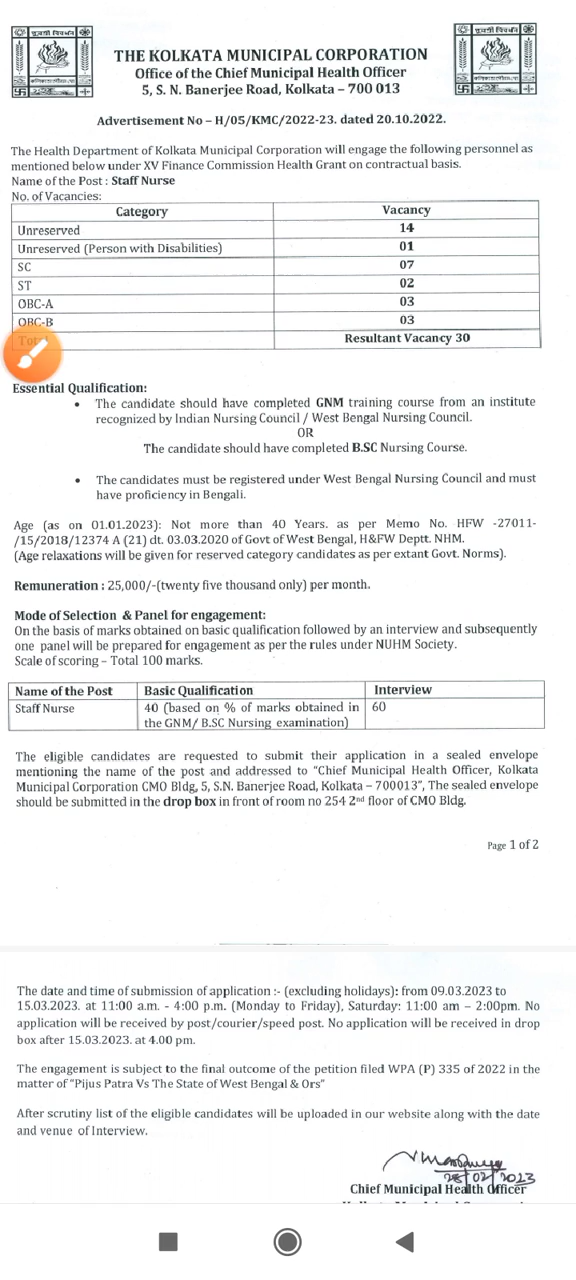 THE KOLKATA MUNICIPAL CORPORATION
Office of the Chief Municipal Health Officer
5, S. N. Banerjee Road, Kolkata – 700 013
Advertisement No – H/05/KMC/2022-23. dated 20.10.2022.
The Health Department of Kolkata Municipal Corporation will engage the following personnel as
mentioned below under XV Finance Commission Health Grant on contractual basis.
Name of the Post : Staff Nurse
No. of Vacancies:
Category Vacancy
Unreserved 14
Unreserved (Person with Disabilities) 01
SC 07
ST 02
OBC-A 03
OBC-B 03
Resultant Vacancy 30
Essential Qualification:
• The candidate should have completed GNM training course from an institute
recognized by Indian Nursing Council / West Bengal Nursing Council.
OR
The candidate should have completed B.SC Nursing Course.
• The candidates must be registered under West Bengal Nursing Council and must
have proficiency in Bengali.
Age (as on 01.01.2023): Not more than 40 Years. as per Memo No. HFW -27011-
/15/2018/12374 A (21) dt. 03.03.2020 of Govt of West Bengal, H&FW Deptt. NHM.
(Age relaxations will be given for reserved category candidates as per extant Govt. Norms).
Remuneration : 25,000/-(twenty five thousand only) per month.
Mode of Selection & Panel for engagement:
On the basis of marks obtained on basic qualification followed by an interview and subsequently
one panel will be prepared for engagement as per the rules under NUHM Society.
Scale of scoring – Total 100 marks.
Name of the Post Basic Qualification Interview
Staff Nurse 40 (based on % of marks obtained in 60
the GNM/ B.SC Nursing examination)
The eligible candidates are requested to submit their application in a sealed envelope
mentioning the name of the post and addressed to "Chief Municipal Health Officer, Kolkata
Municipal Corporation CMO Bldg, 5, S.N. Banerjee Road, Kolkata – 700013", The sealed envelope
should be submitted in the drop box in front of room no 254 2nd floor of CMO Bldg.
Page 1 of 2
The date and time of submission of application :- (excluding holidays): from 09.03.2023 to
15.03.2023. at 11:00 a.m. - 4:00 p.m. (Monday to Friday), Saturday: 11:00 am – 2:00pm. No
application will be received by post/courier/speed post. No application will be received in drop
box after 15.03.2023. at 4.00 pm.
The engagement is subject to the final outcome of the petition filed WPA (P) 335 of 2022 in the
matter of "Pijus Patra Vs The State of West Bengal & Ors"
After scrutiny list of the eligible candidates will be uploaded in our website along with the date
and venue of Interview.
28/02/2023
Chief Municipal Health Officer